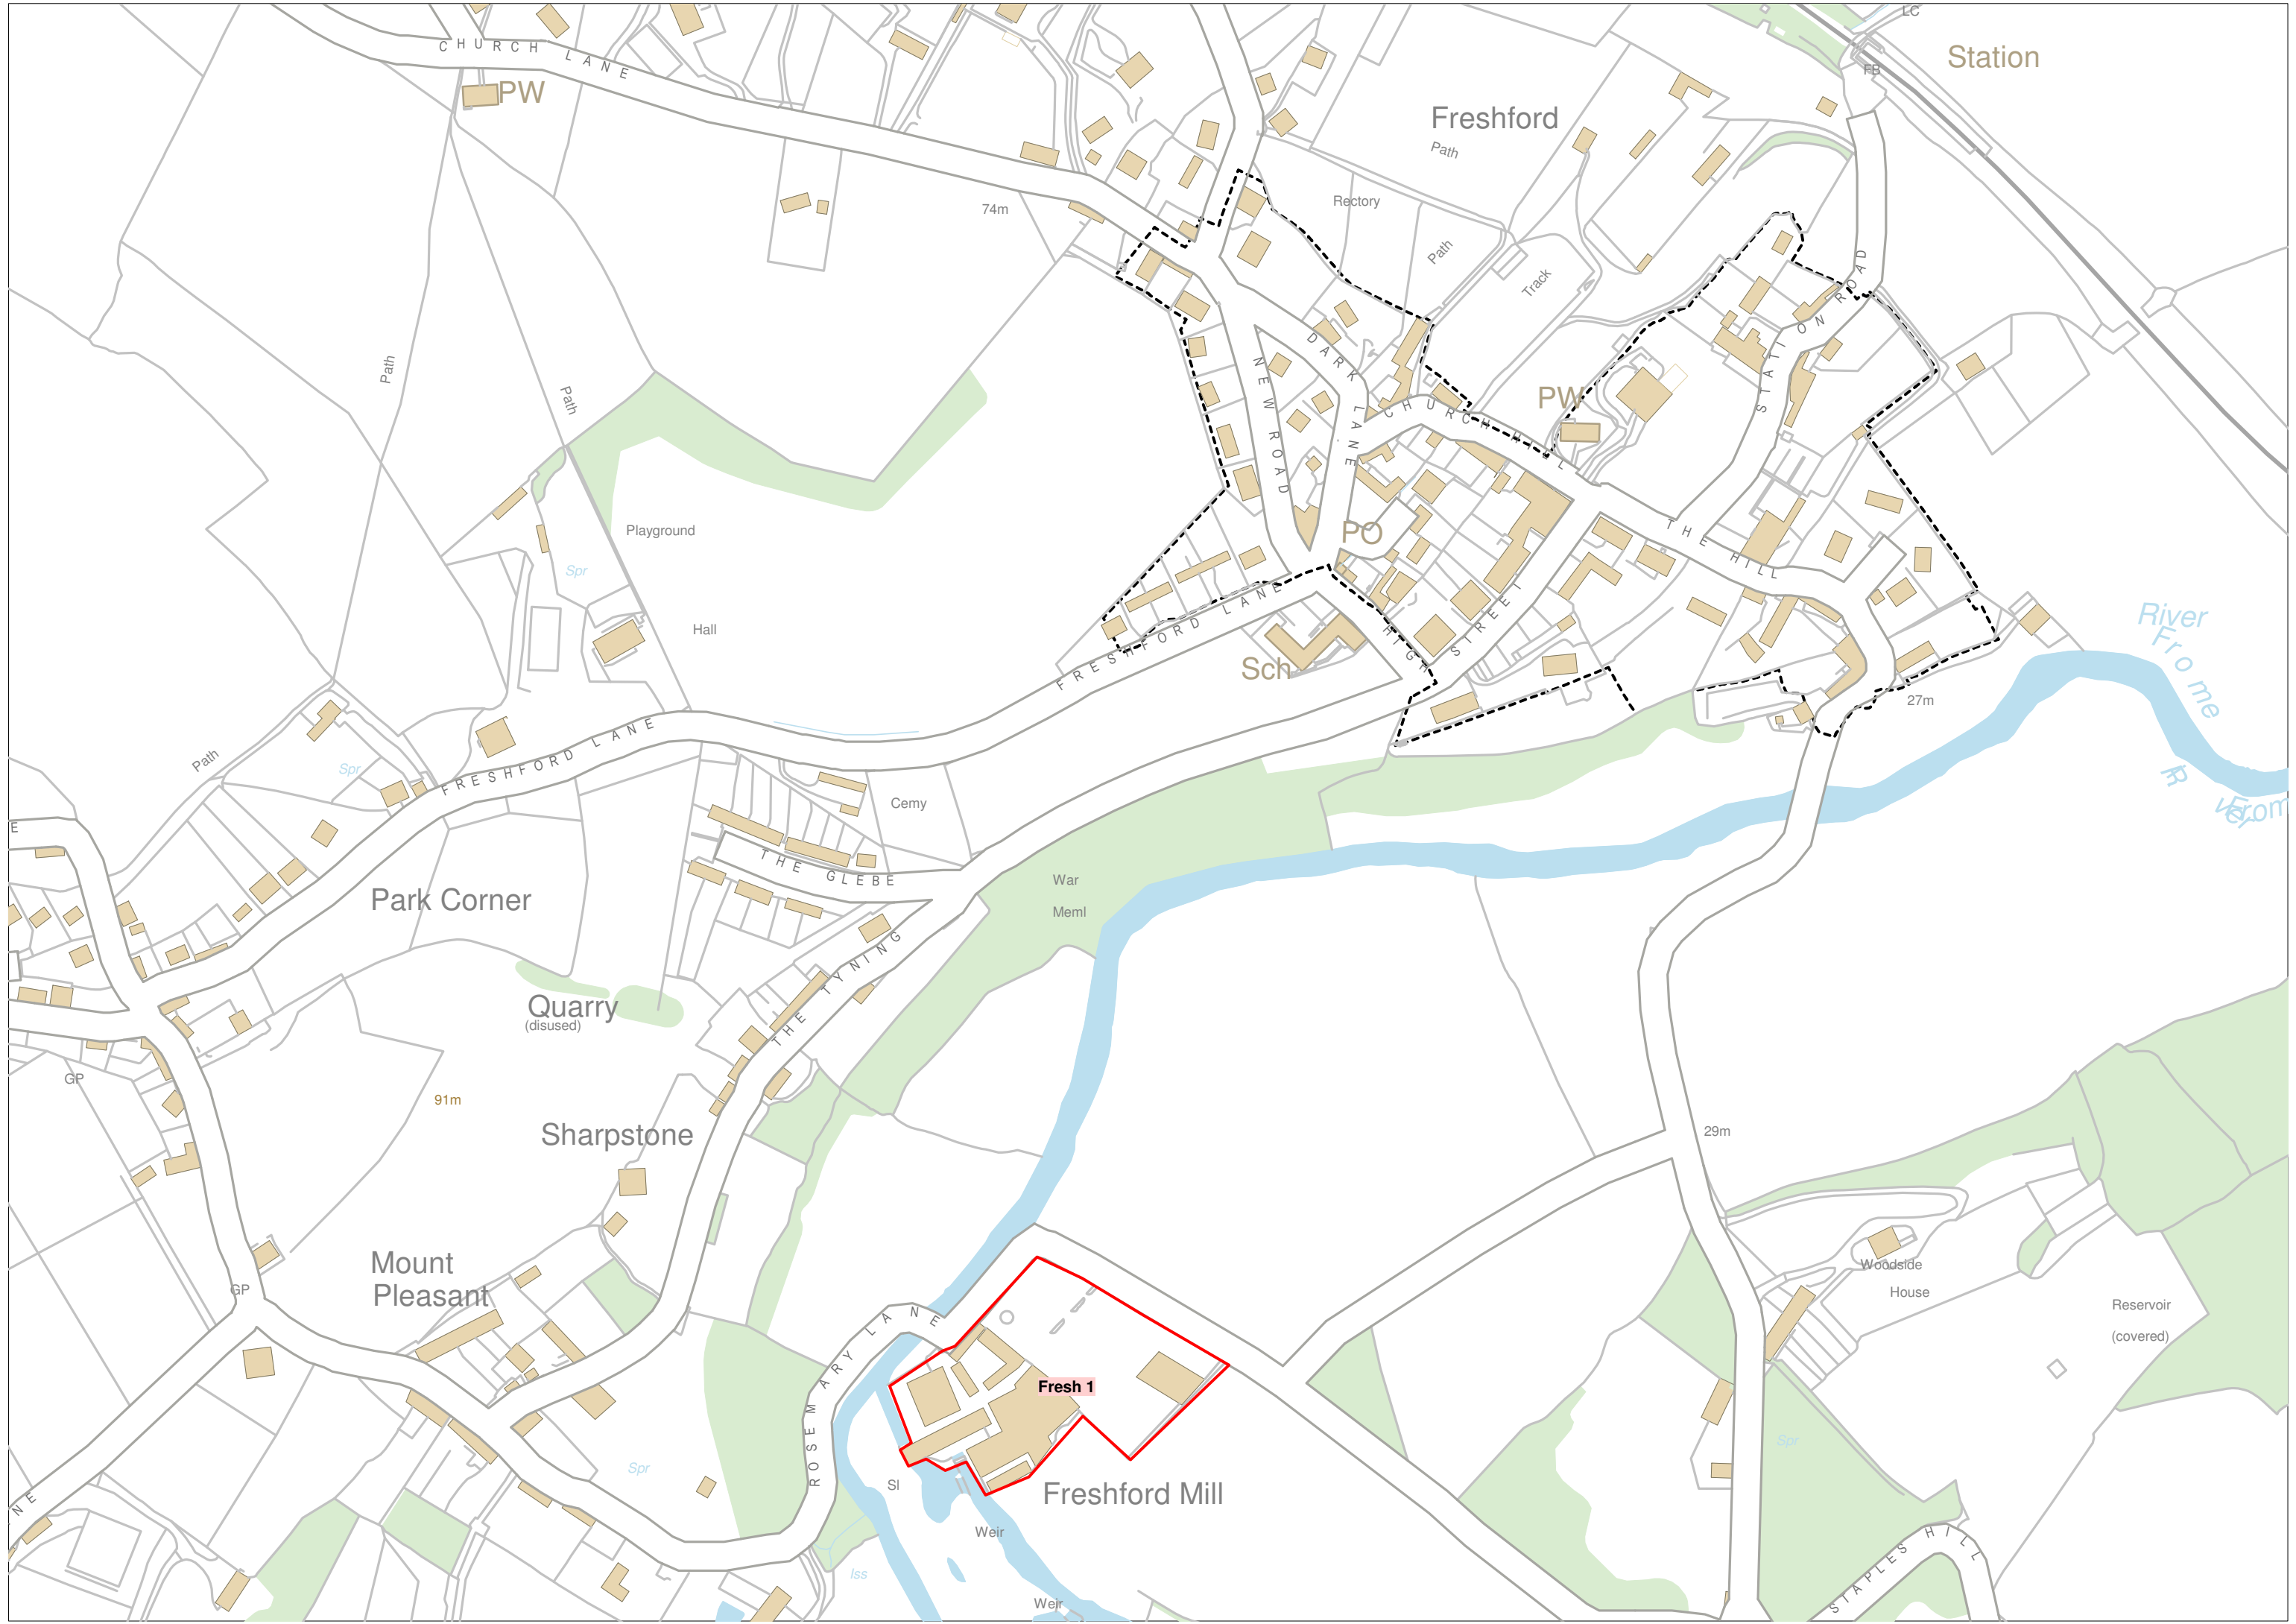 LC
CHURCH LANE
Station
FB
PW
Freshford
Path
Rectory
74m
Path
STATION ROAD
Track
DARK LANE
NEW ROAD
Path
Path
PW
CHURCH HILL
Playground
PO
THE HILL
Spr
FRESHFORD LANE
River
Frome
Hall
HIGH STREET
Sch
27m
FRESHFORD LANE
Path
Spr
River
Frome
Cemy
E
THE GLEBE
War
Meml
Park Corner
THE TYNING
Quarry
(disused)
GP
91m
Sharpstone
29m
Mount
Pleasant
GP
Woodside
House
Reservoir
(covered)
ROSEMARY LANE
Fresh 1
Spr
Spr
Sl
Freshford Mill
NE
Weir
STAPLES HILL
Iss
Weir